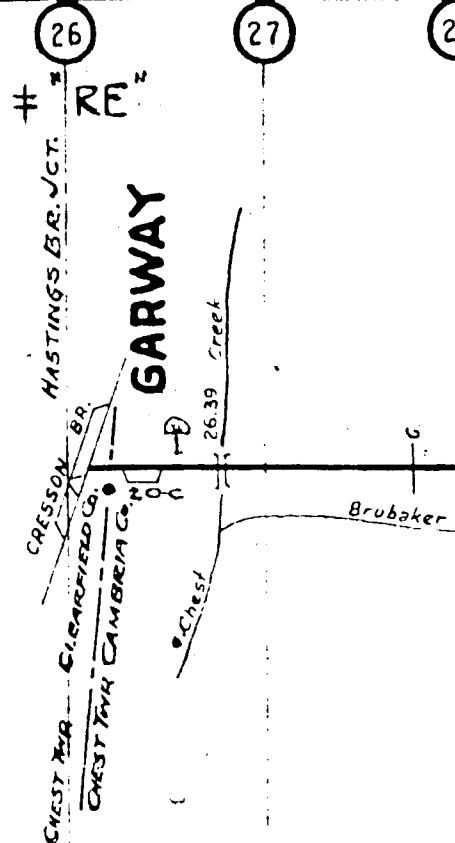 26
27
2
# "RE"
HASTINGS BR. JCT.
GARWAY
CRESSON BR.
26.39
Creek
G
20-C
Brubaker
Chest
CHEST TWP. CLEARFIELD CO.
CHEST TWP. CAMBRIA CO.